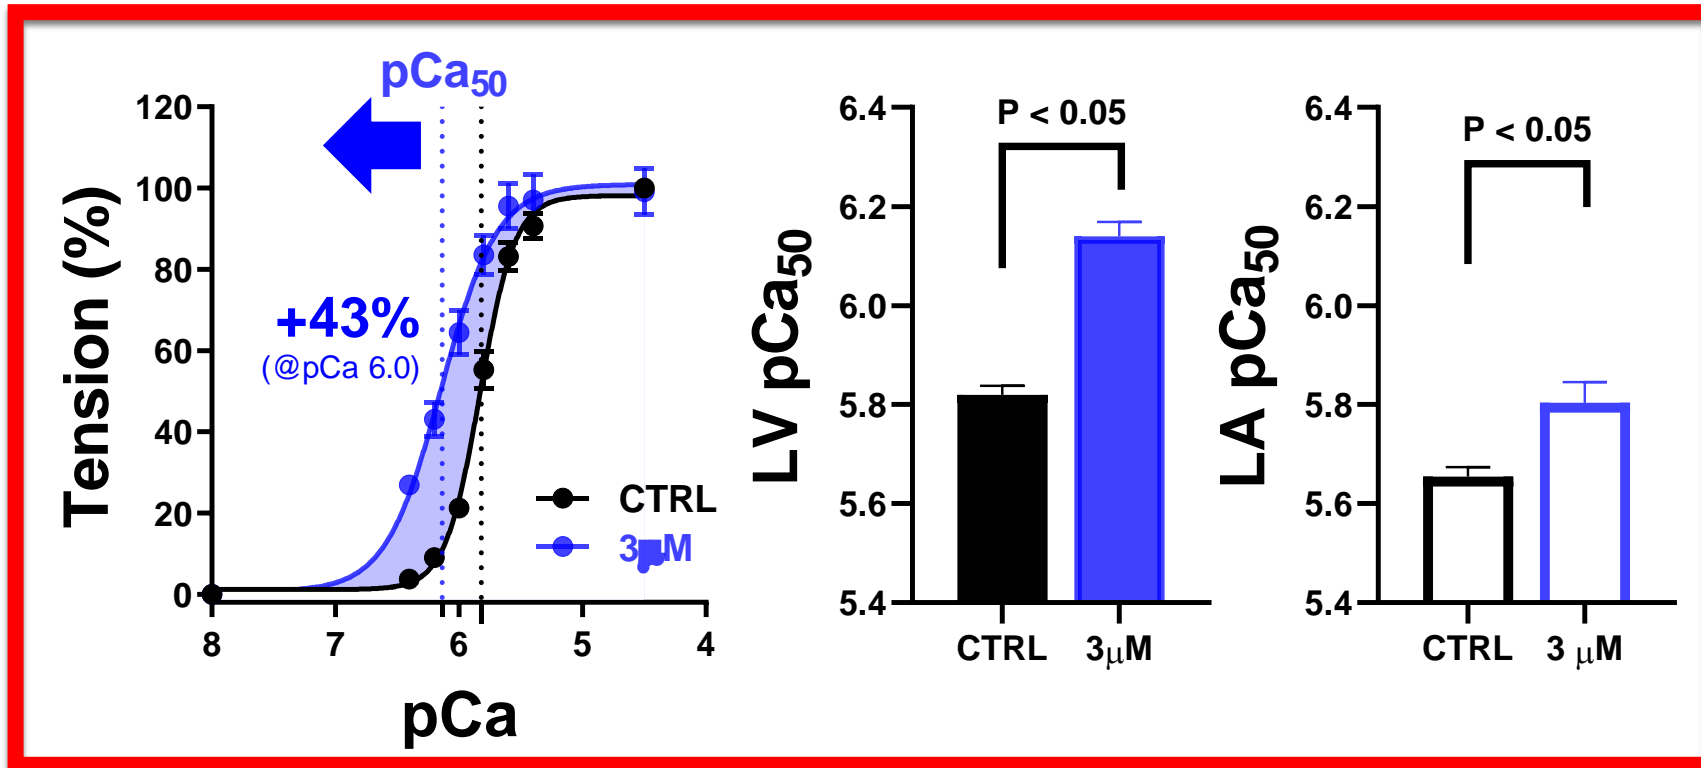 pCa50
120
100
80
60
40
20
0
Tension (%)
+43%
(@pCa 6.0)
CTRL
3μM
8 7 6 5 4
pCa
6.4
6.2
6.0
5.8
5.6
5.4
LV pCa50
P < 0.05
CTRL 3μM
6.4
6.2
6.0
5.8
5.6
5.4
LA pCa50
P < 0.05
CTRL 3 μM